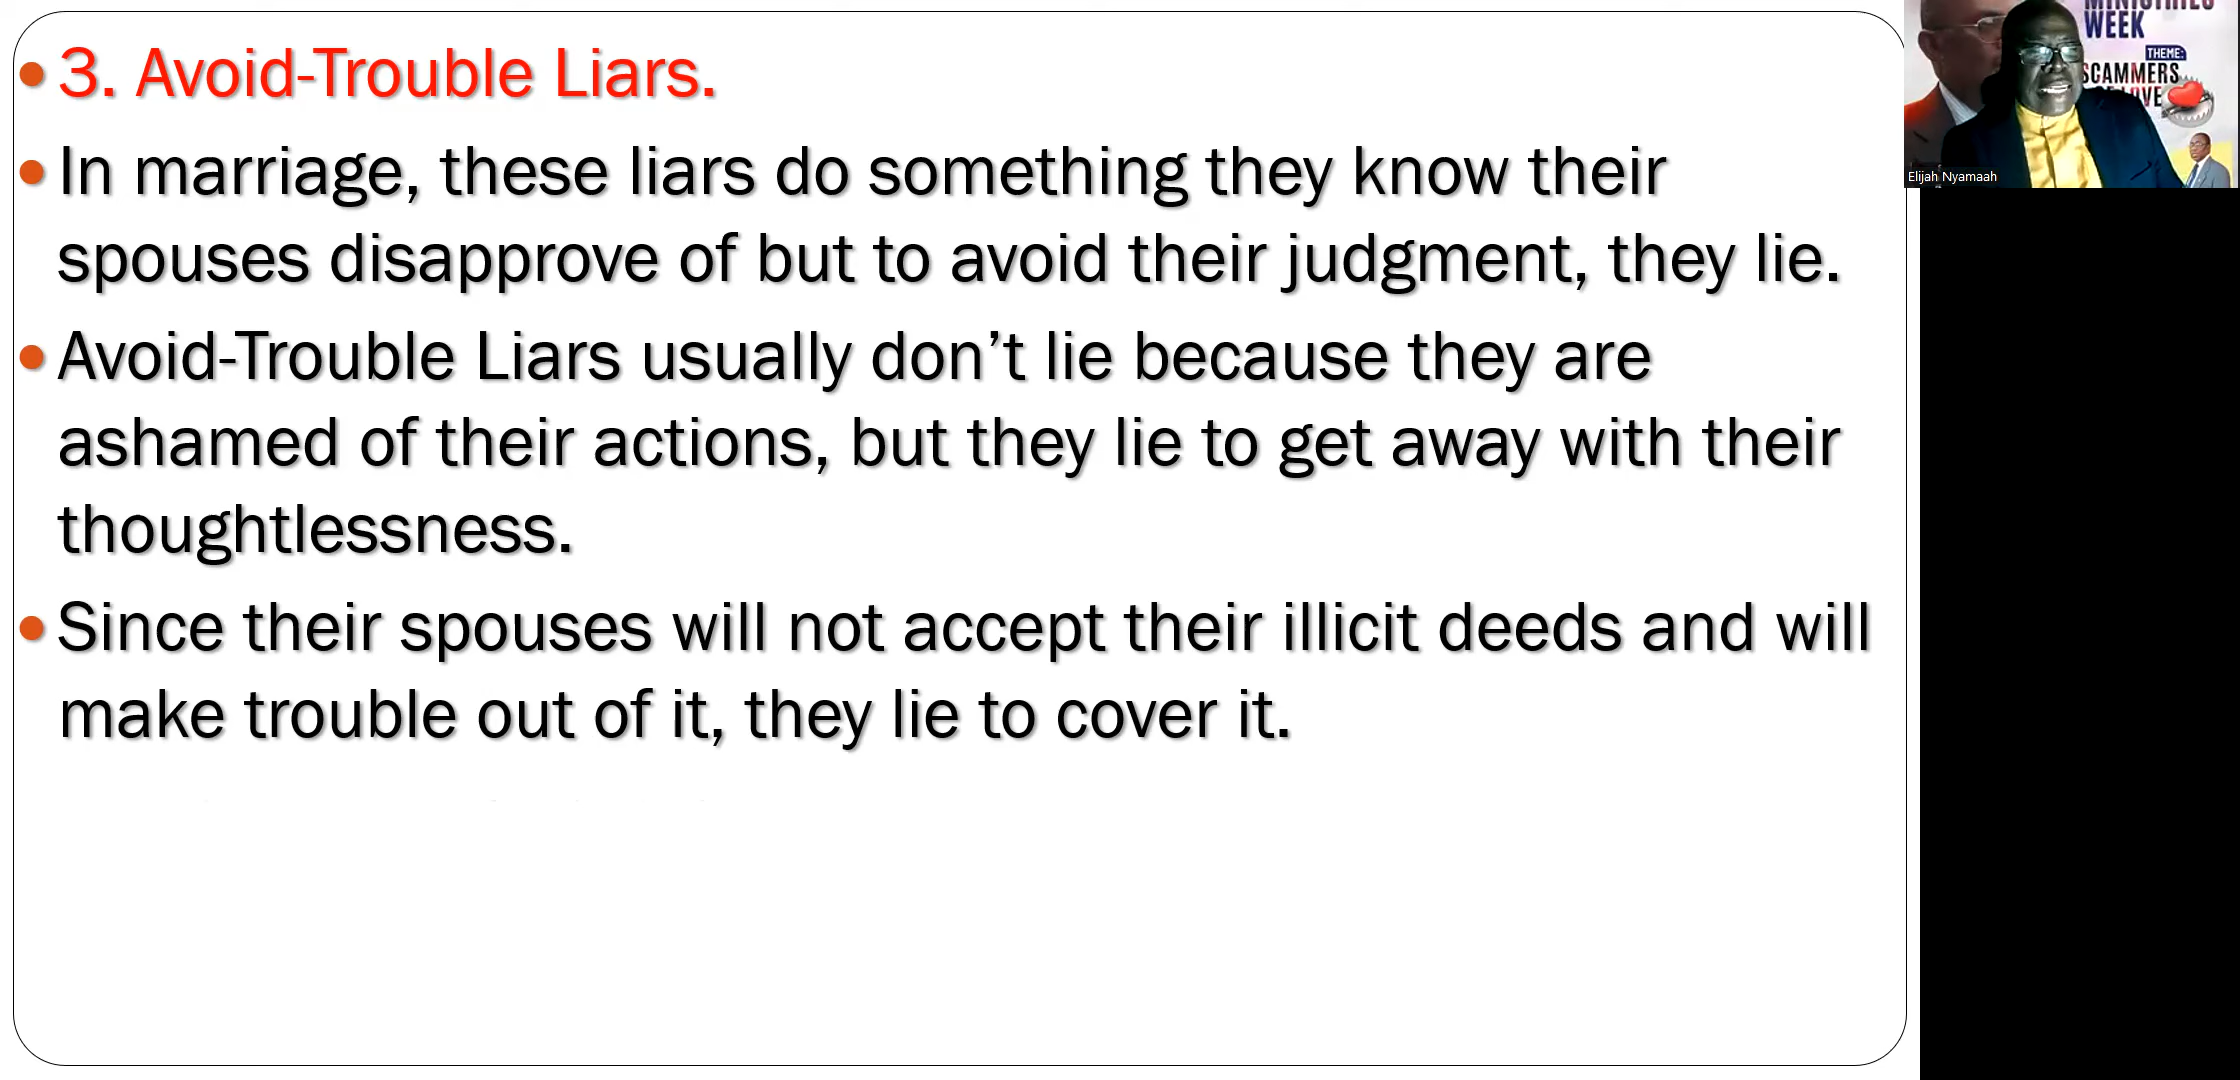 • 3. Avoid-Trouble Liars.
• In marriage, these liars do something they know their
spouses disapprove of but to avoid their judgment, they lie.
• Avoid-Trouble Liars usually don’t lie because they are
ashamed of their actions, but they lie to get away with their
thoughtlessness.
• Since their spouses will not accept their illicit deeds and will
make trouble out of it, they lie to cover it.
WEEK
THEME:
SCAMMERS
Elijah Nyamaah